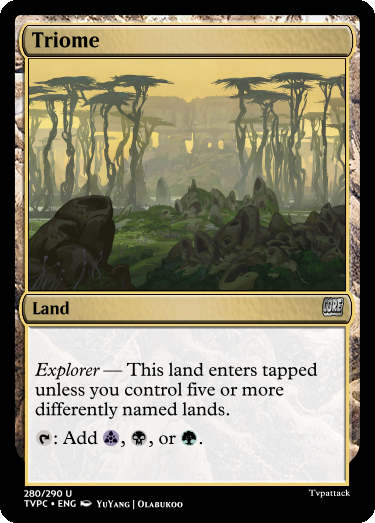 Triome
Land
CORE
Explorer — This land enters tapped
unless you control five or more
differently named lands.
: Add , , or .
280/290 U
Tvpattack
TVPC • ENG YuYang | Olabukoo